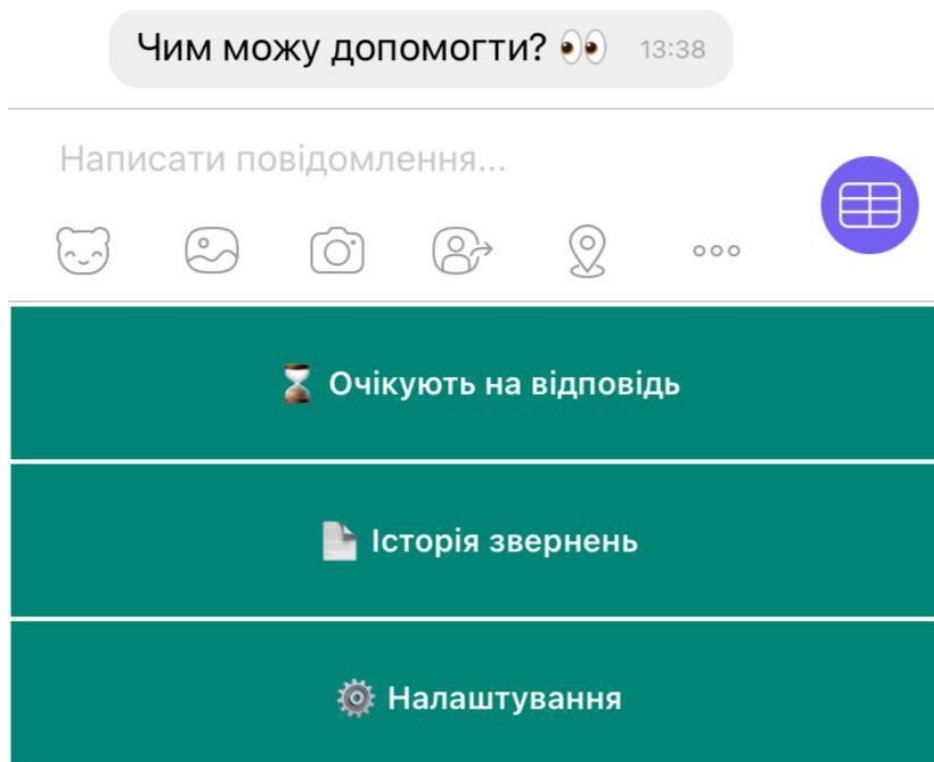 Чим можу допомогти? 👀 13:38
Написати повідомлення...
⏳ Очікують на відповідь
📄 Історія звернень
⚙️ Налаштування